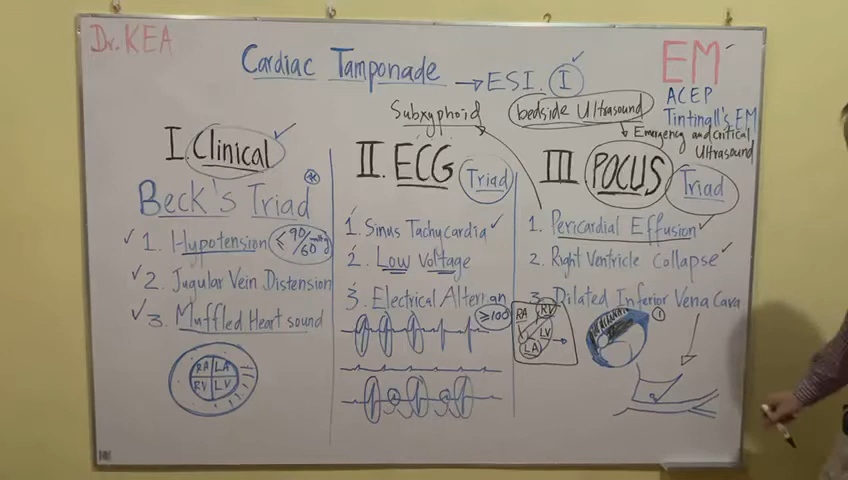 Dr. KEA
Cardiac Tamponade → ESI. I
EM
ACEP
Tintinall's EM
Emergency and Critical
Ultrasound
Subxyphoid
bedside Ultrasound
I. Clinical
Beck's Triad
1. Hypotension ≤ 90/60 mmHg
2. Jugular Vein Distension
3. Muffled Heart sound
RA LA
RV LV
II. ECG Triad
1. Sinus Tachycardia
2. Low Voltage
3. Electrical Alternan
≥100
III POCUS Triad
1. Pericardial Effusion
2. Right Ventricle Collapse
3. Dilated Inferior Vena Cava
RA RV
LV
LA
1